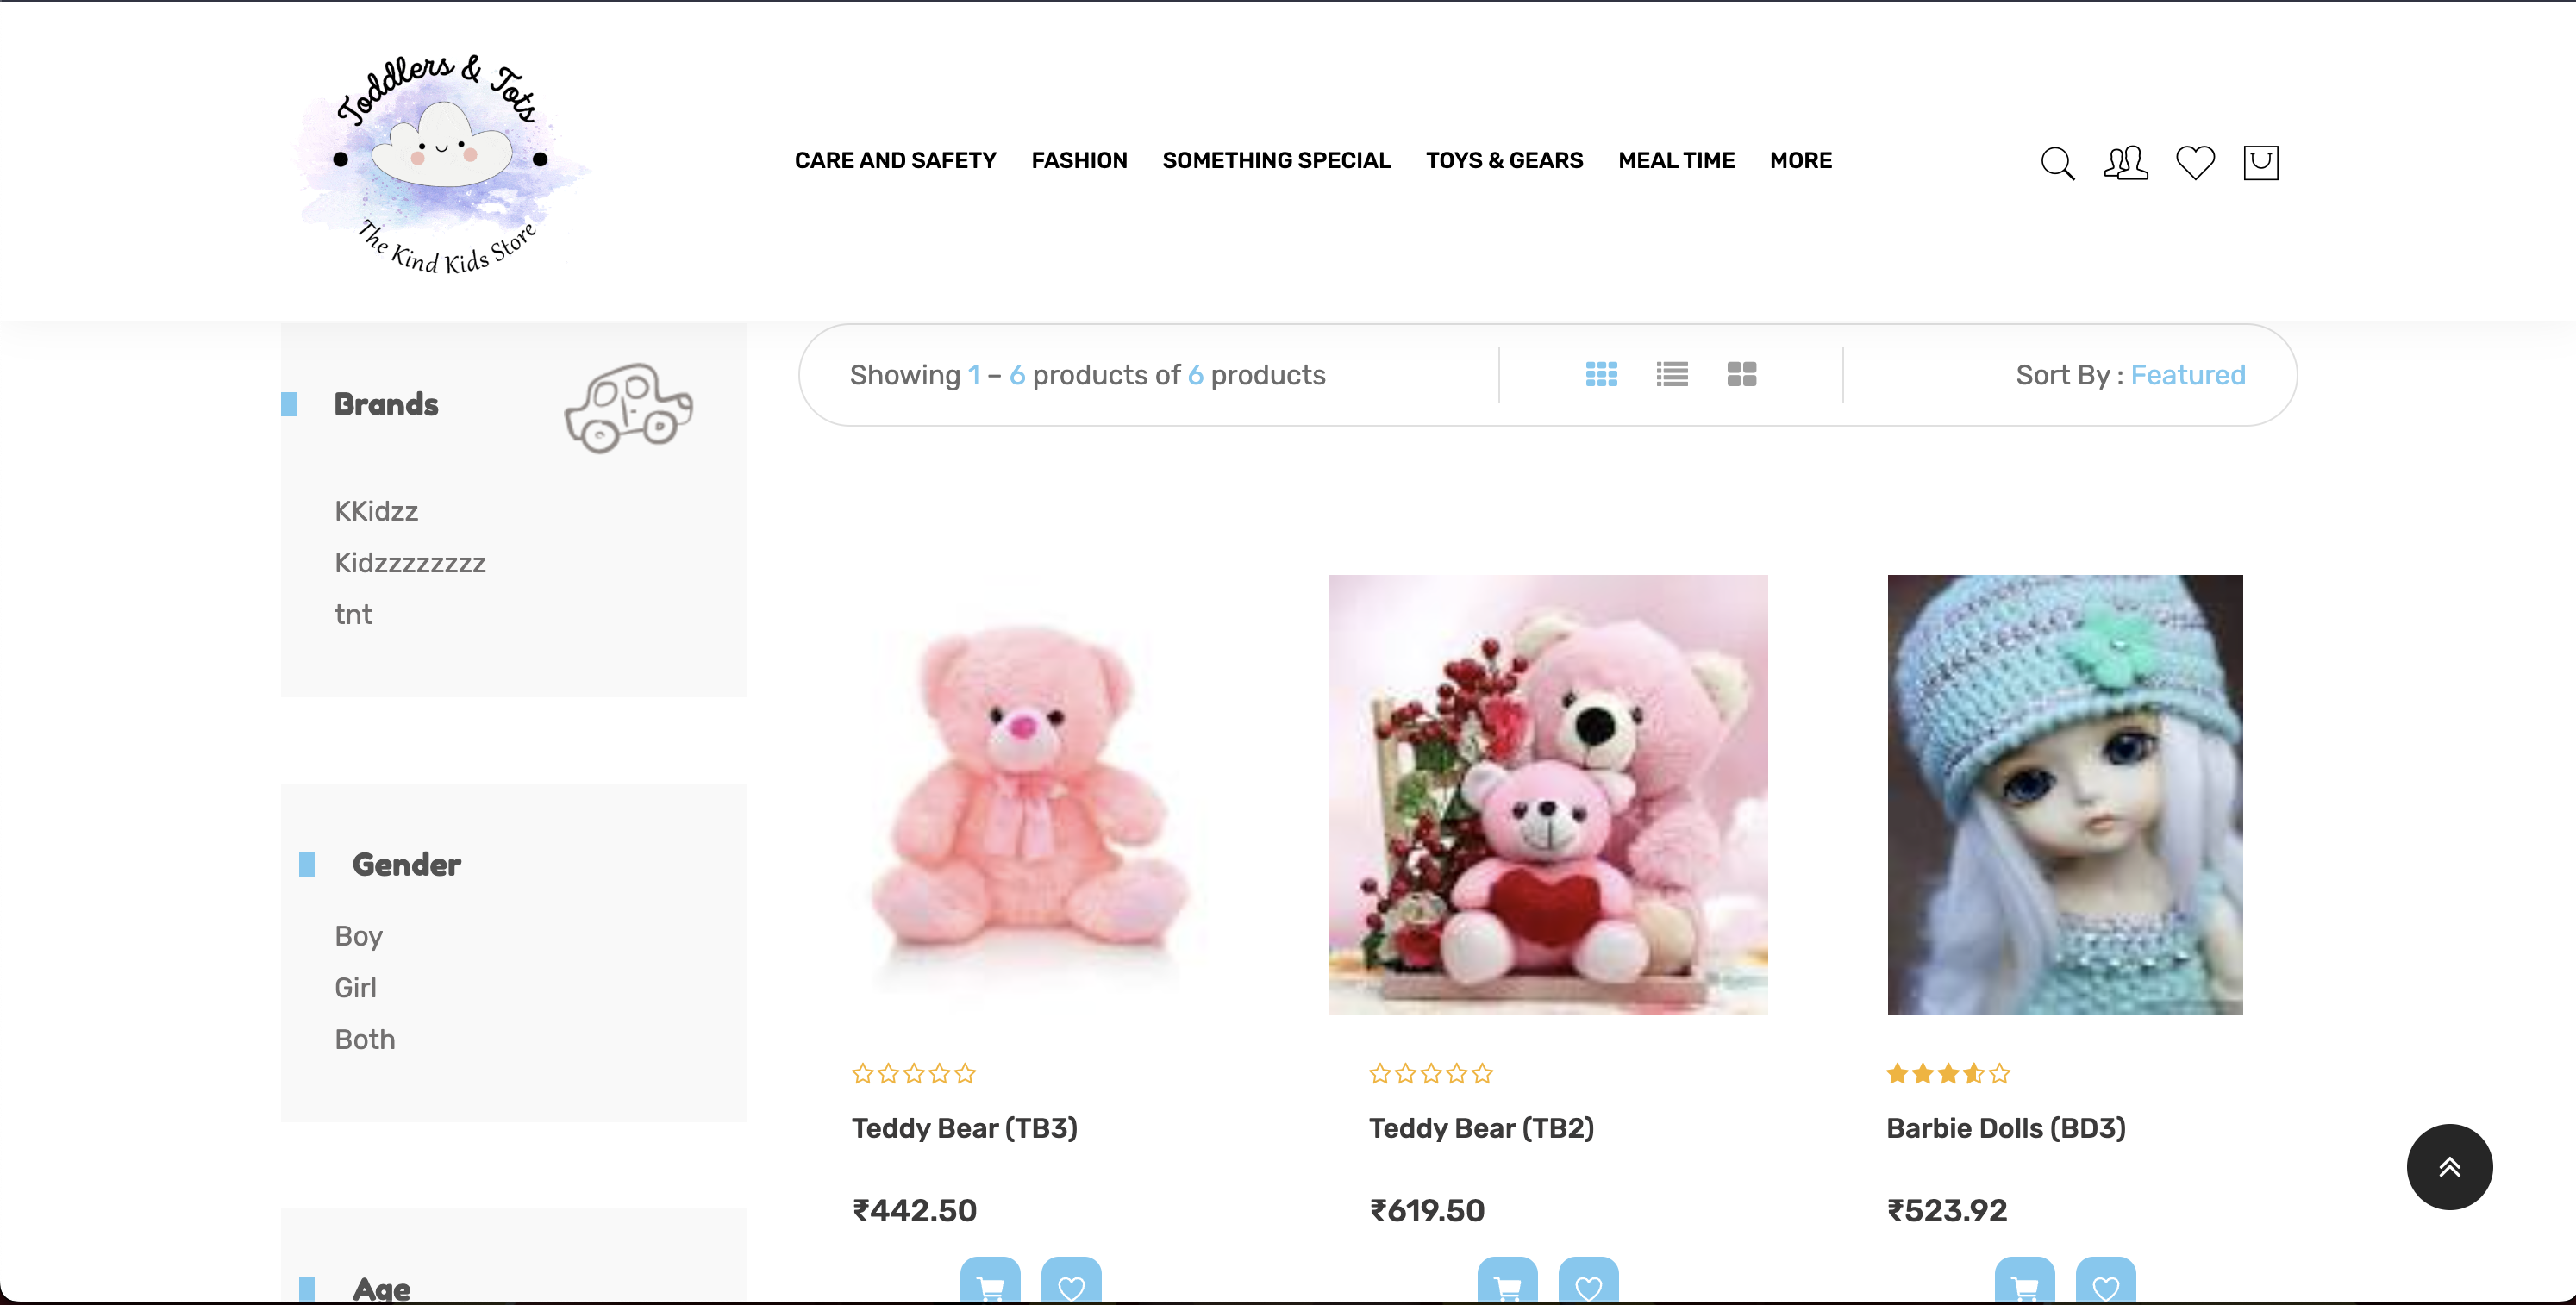 Toddlers & Tots
The Kind Kids Store
CARE AND SAFETY FASHION SOMETHING SPECIAL TOYS & GEARS MEAL TIME MORE
Brands
KKidzz
Kidzzzzzzzz
tnt
Gender
Boy
Girl
Both
Age
Showing 1 – 6 products of 6 products
Sort By : Featured
Teddy Bear (TB3)
₹442.50
Teddy Bear (TB2)
₹619.50
Barbie Dolls (BD3)
₹523.92